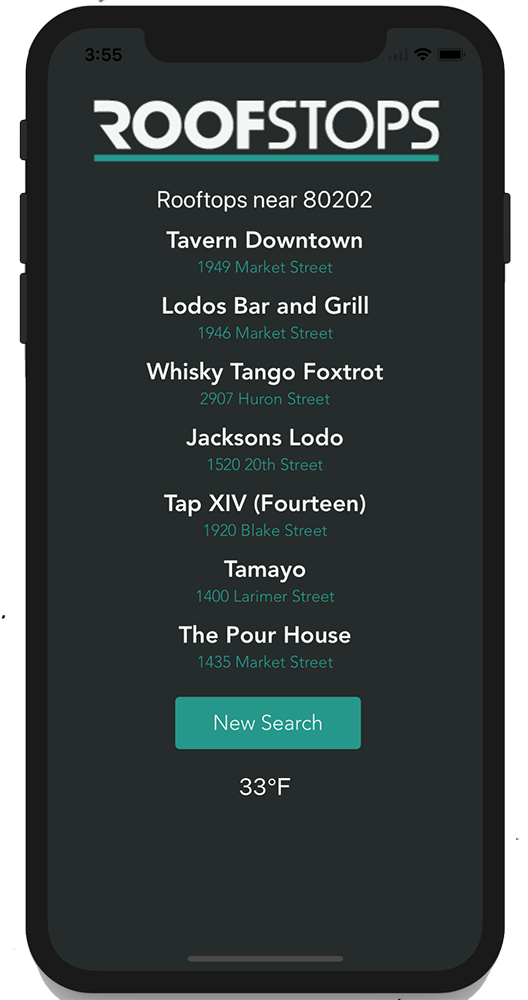 3:55
ROOFSTOPS
Rooftops near 80202
Tavern Downtown
1949 Market Street
Lodos Bar and Grill
1946 Market Street
Whisky Tango Foxtrot
2907 Huron Street
Jacksons Lodo
1520 20th Street
Tap XIV (Fourteen)
1920 Blake Street
Tamayo
1400 Larimer Street
The Pour House
1435 Market Street
New Search
33°F